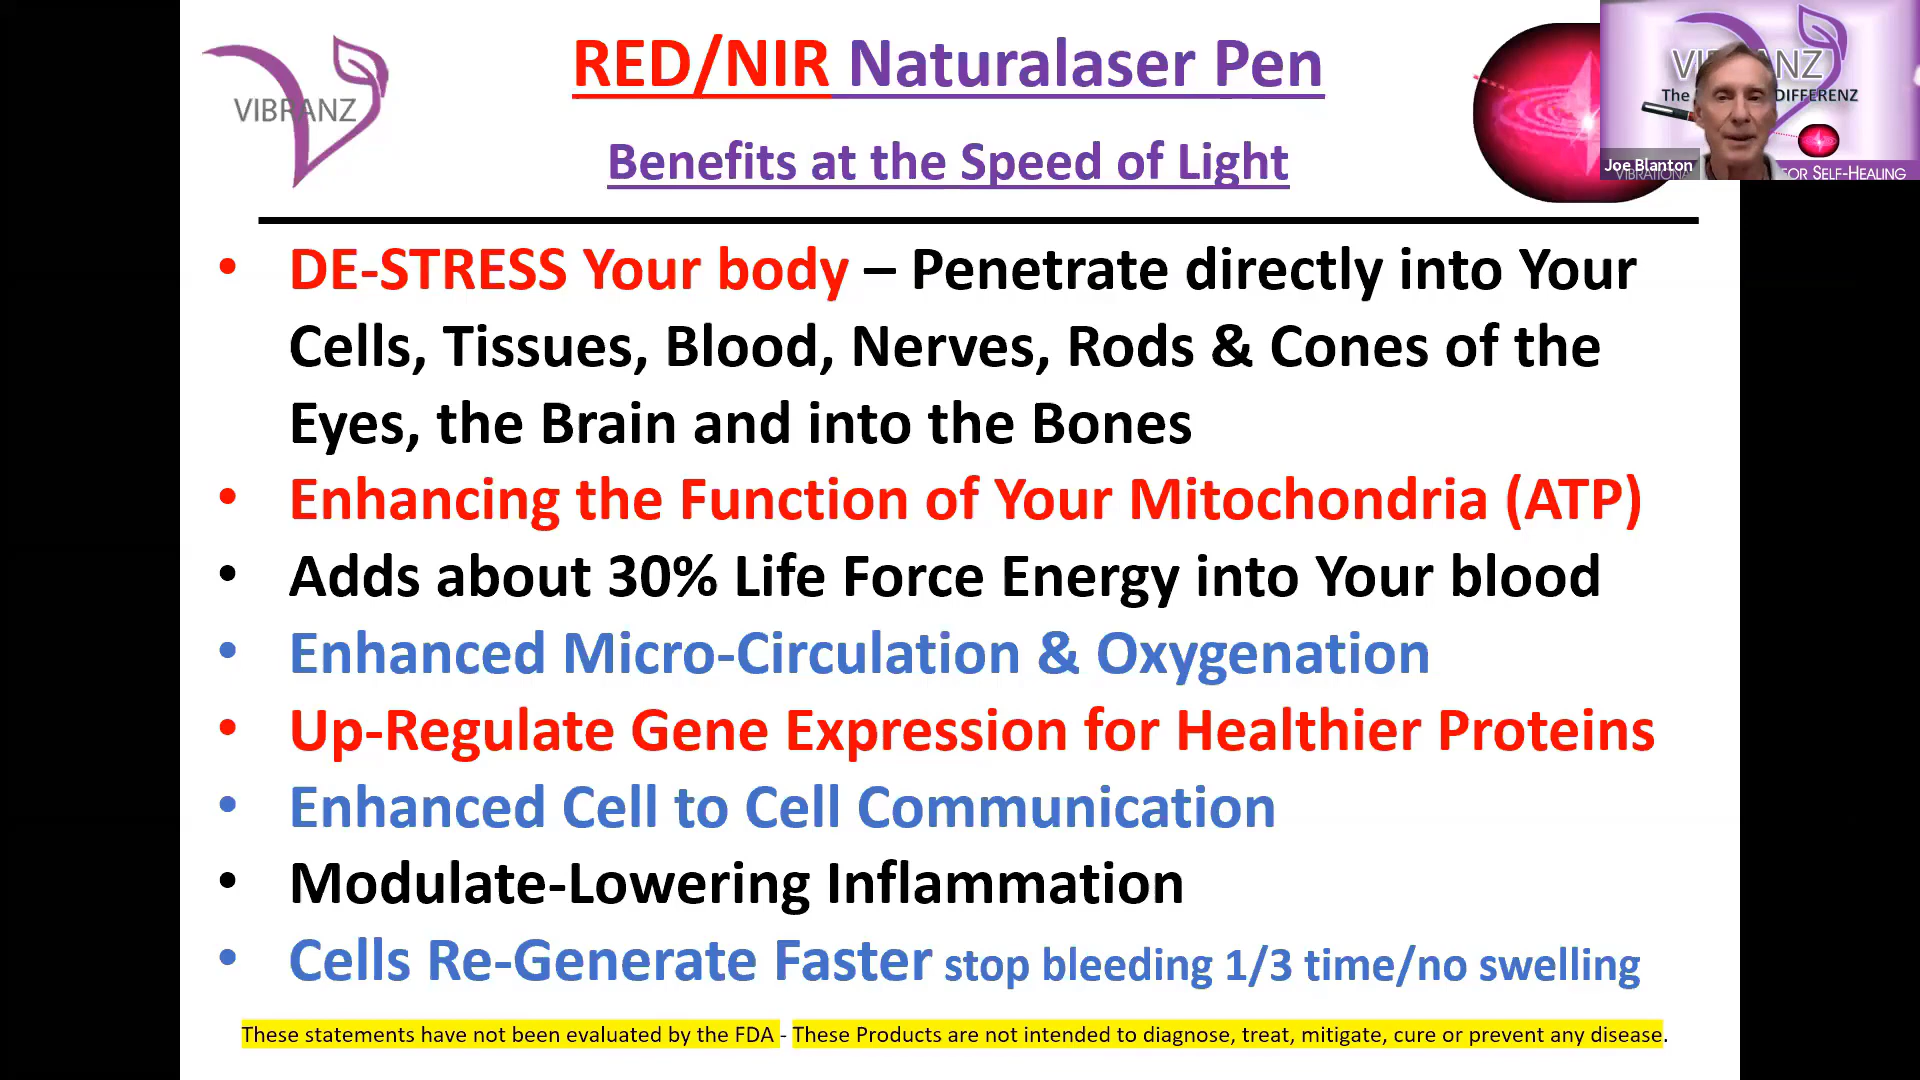 VIBRANZ
RED/NIR Naturalaser Pen
Benefits at the Speed of Light
The DIFFERENZ
Joe Blanton
FOR SELF-HEALING
• DE-STRESS Your body – Penetrate directly into Your
Cells, Tissues, Blood, Nerves, Rods & Cones of the
Eyes, the Brain and into the Bones
• Enhancing the Function of Your Mitochondria (ATP)
• Adds about 30% Life Force Energy into Your blood
• Enhanced Micro-Circulation & Oxygenation
• Up-Regulate Gene Expression for Healthier Proteins
• Enhanced Cell to Cell Communication
• Modulate-Lowering Inflammation
• Cells Re-Generate Faster stop bleeding 1/3 time/no swelling
These statements have not been evaluated by the FDA - These Products are not intended to diagnose, treat, mitigate, cure or prevent any disease.